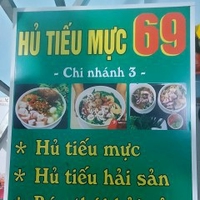 HỦ TIẾU MỰC 69
- Chi nhánh 3 -
* Hủ tiếu mực
* Hủ tiếu hải sản